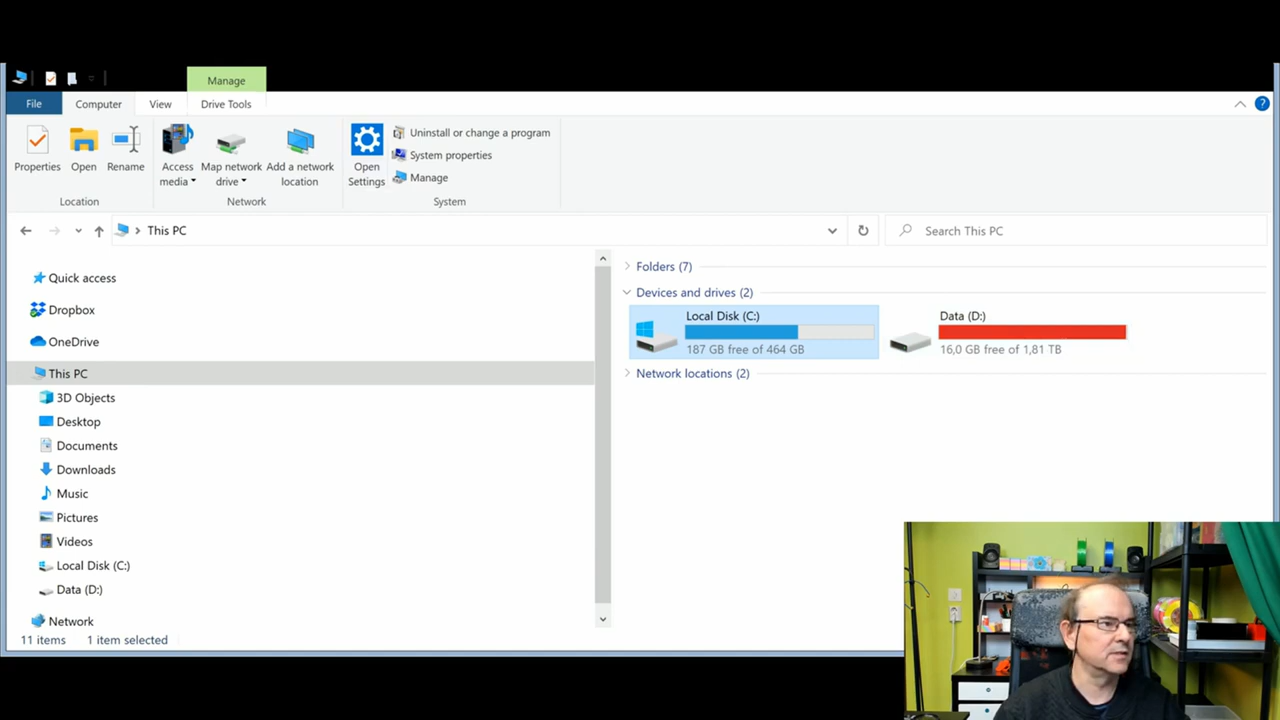 Manage
File
Computer
View
Drive Tools
Properties
Open
Rename
Access media
Map network drive
Add a network location
Open Settings
Uninstall or change a program
System properties
Manage
Location
Network
System
This PC
Search This PC
Quick access
Dropbox
OneDrive
This PC
3D Objects
Desktop
Documents
Downloads
Music
Pictures
Videos
Local Disk (C:)
Data (D:)
Network
Folders (7)
Devices and drives (2)
Local Disk (C:)
187 GB free of 464 GB
Data (D:)
16,0 GB free of 1,81 TB
Network locations (2)
11 items
1 item selected